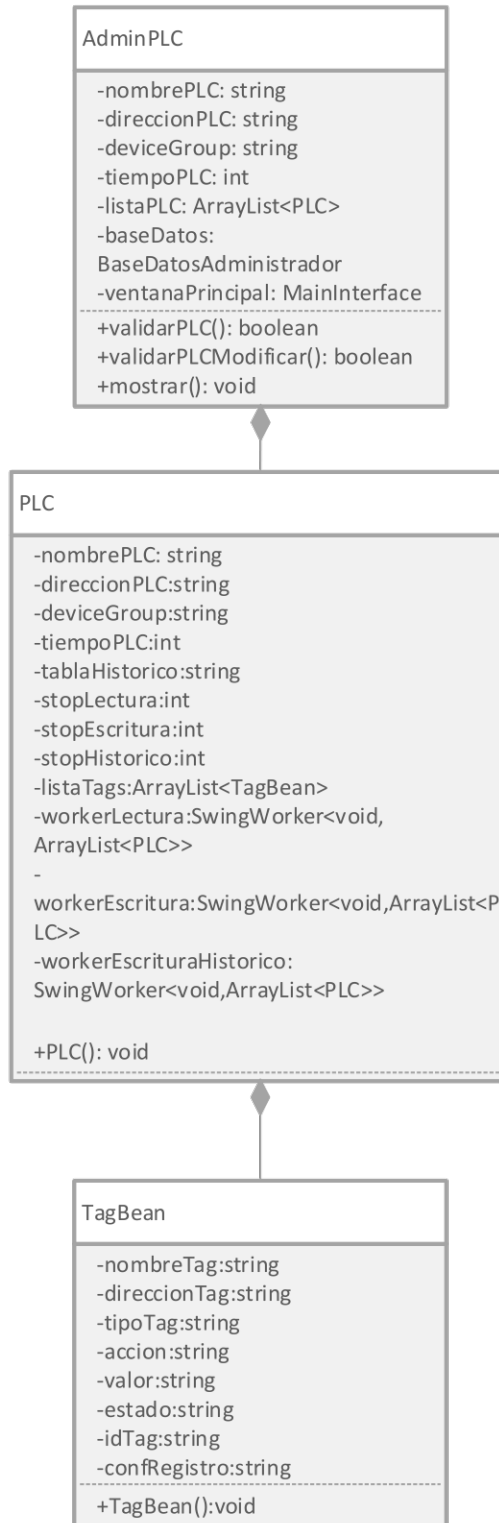 AdminPLC
-nombrePLC: string
-direccionPLC: string
-deviceGroup: string
-tiempoPLC: int
-listaPLC: ArrayList<PLC>
-baseDatos:
BaseDatosAdministrador
-ventanaPrincipal: MainInterface
+validarPLC(): boolean
+validarPLCModificar(): boolean
+mostrar(): void
PLC
-nombrePLC: string
-direccionPLC:string
-deviceGroup:string
-tiempoPLC:int
-tablaHistorico:string
-stopLectura:int
-stopEscritura:int
-stopHistorico:int
-listaTags:ArrayList<TagBean>
-workerLectura:SwingWorker<void,
ArrayList<PLC>>
-
workerEscritura:SwingWorker<void,ArrayList<P
LC>>
-workerEscrituraHistorico:
SwingWorker<void,ArrayList<PLC>>
+PLC(): void
TagBean
-nombreTag:string
-direccionTag:string
-tipoTag:string
-accion:string
-valor:string
-estado:string
-idTag:string
-confRegistro:string
+TagBean():void